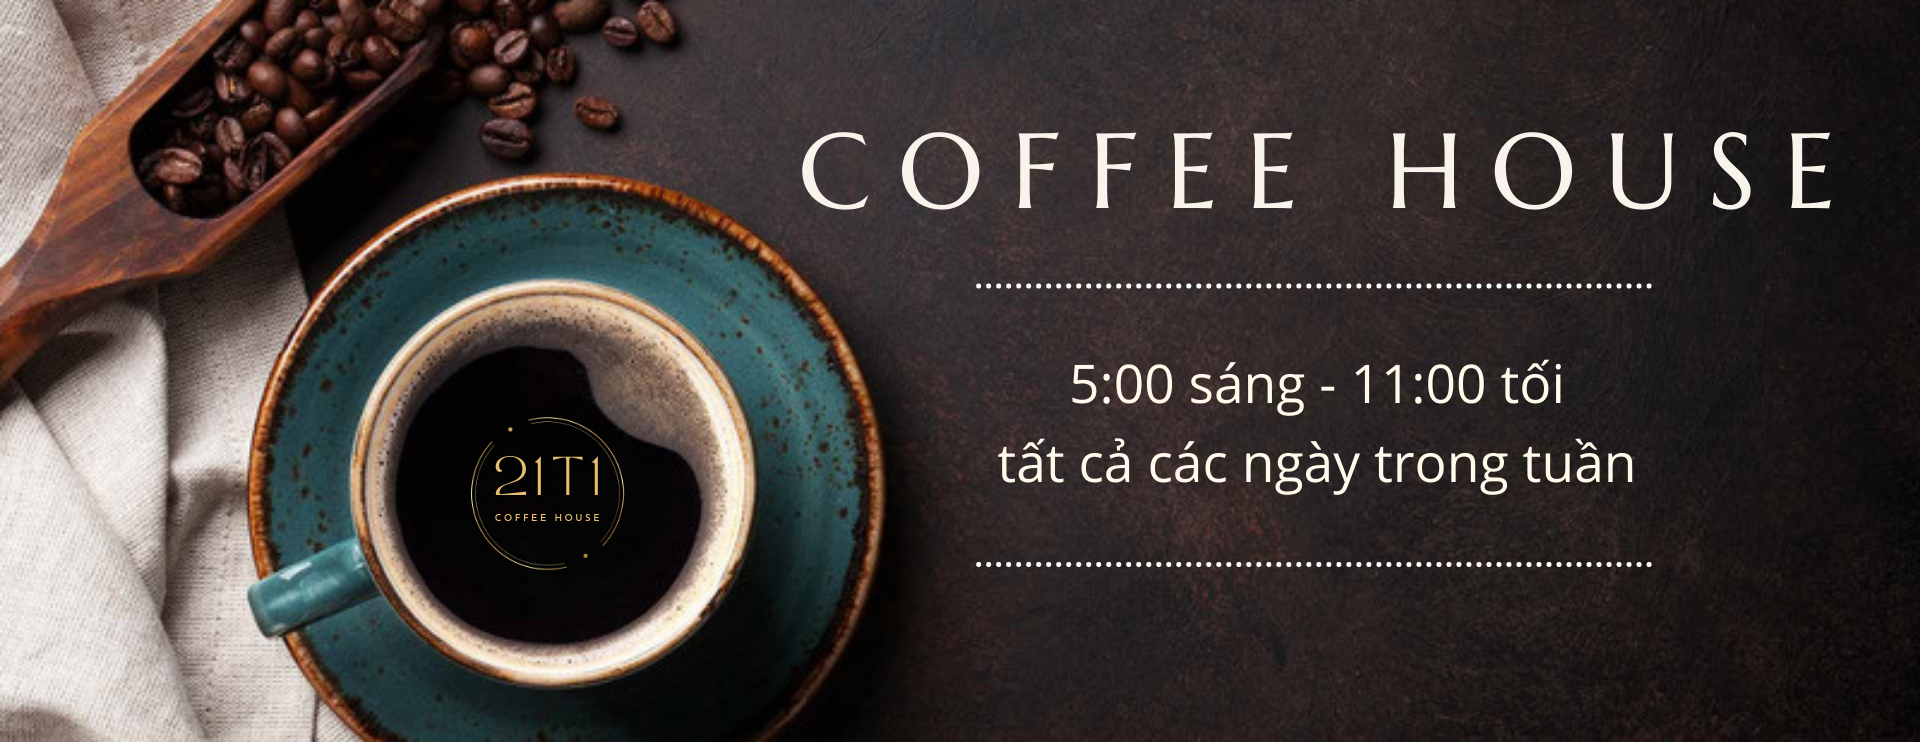 COFFEE HOUSE
5:00 sáng - 11:00 tối
tất cả các ngày trong tuần
21T1
COFFEE HOUSE